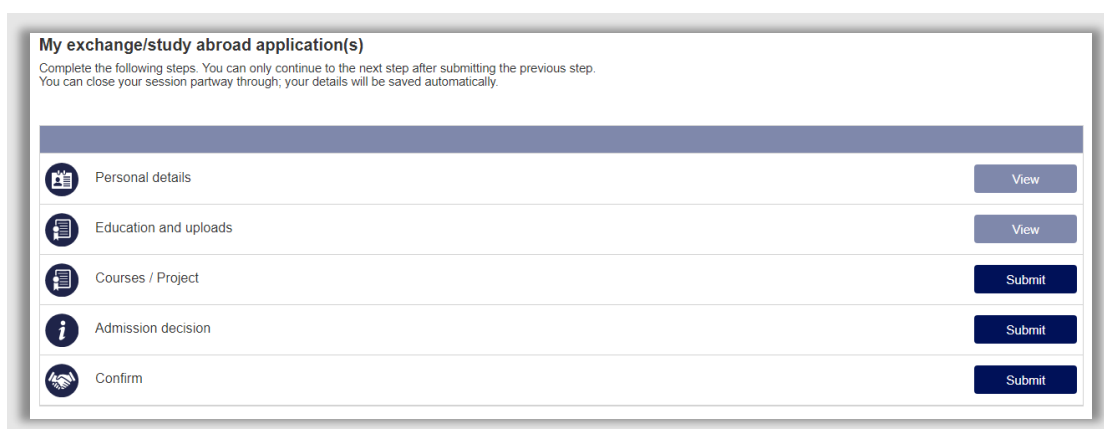 My exchange/study abroad application(s)
Complete the following steps. You can only continue to the next step after submitting the previous step.
You can close your session partway through; your details will be saved automatically.
Personal details
View
Education and uploads
View
Courses / Project
Submit
Admission decision
Submit
Confirm
Submit